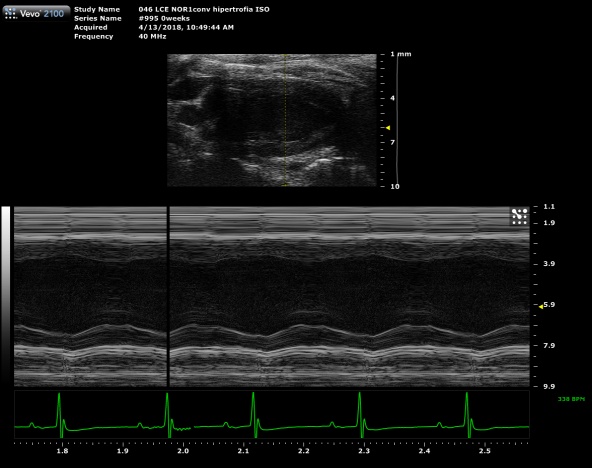 Vevo 2100
Study Name 046 LCE NOR1conv hipertrofia ISO
Series Name #995 0weeks
Acquired 4/13/2018, 10:49:44 AM
Frequency 40 MHz
1 mm
4
7
10
1.1
1.9
3.9
5.9
7.9
9.9
338 BPM
1.8 1.9 2.0 2.1 2.2 2.3 2.4 2.5